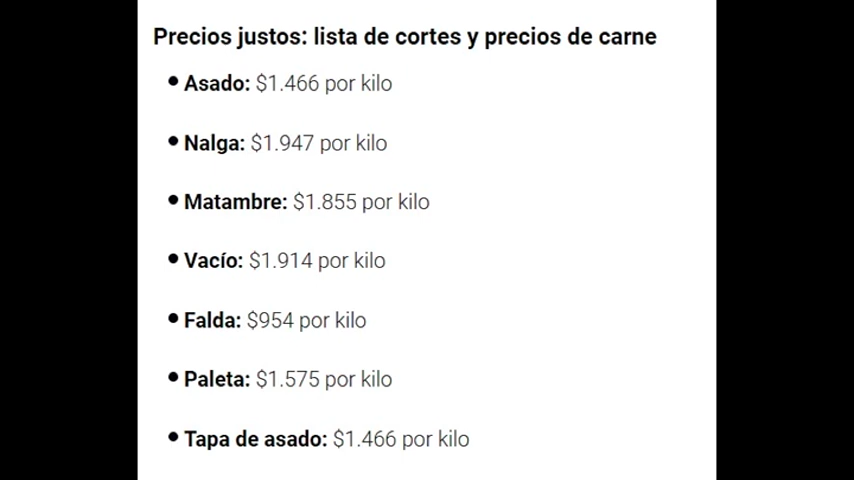 Precios justos: lista de cortes y precios de carne
• Asado: $1.466 por kilo
• Nalga: $1.947 por kilo
• Matambre: $1.855 por kilo
• Vacío: $1.914 por kilo
• Falda: $954 por kilo
• Paleta: $1.575 por kilo
• Tapa de asado: $1.466 por kilo